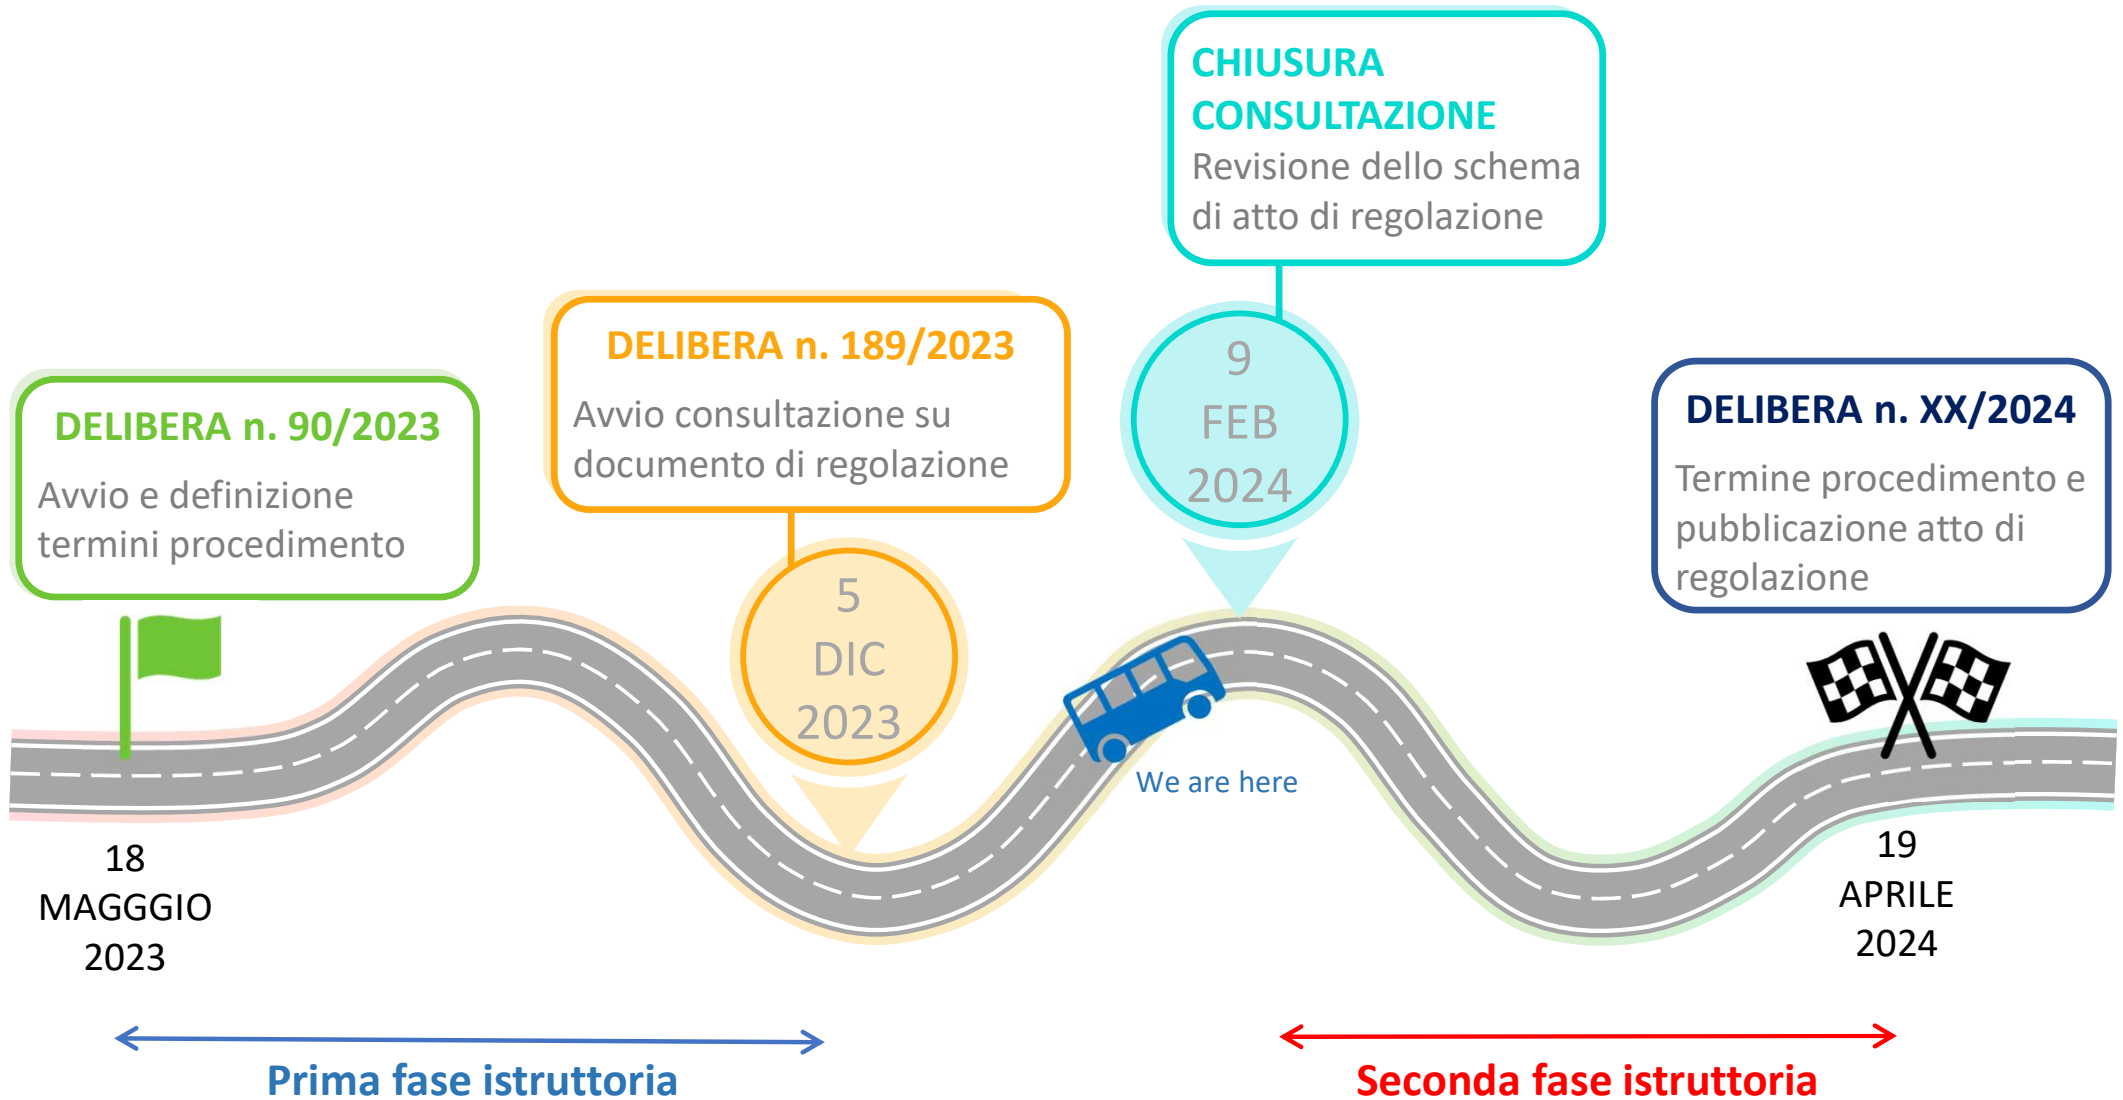 DELIBERA n. 90/2023
Avvio e definizione
termini procedimento
18
MAGGGIO
2023
DELIBERA n. 189/2023
Avvio consultazione su
documento di regolazione
5
DIC
2023
CHIUSURA
CONSULTAZIONE
Revisione dello schema
di atto di regolazione
9
FEB
2024
We are here
DELIBERA n. XX/2024
Termine procedimento e
pubblicazione atto di
regolazione
19
APRILE
2024
Prima fase istruttoria
Seconda fase istruttoria